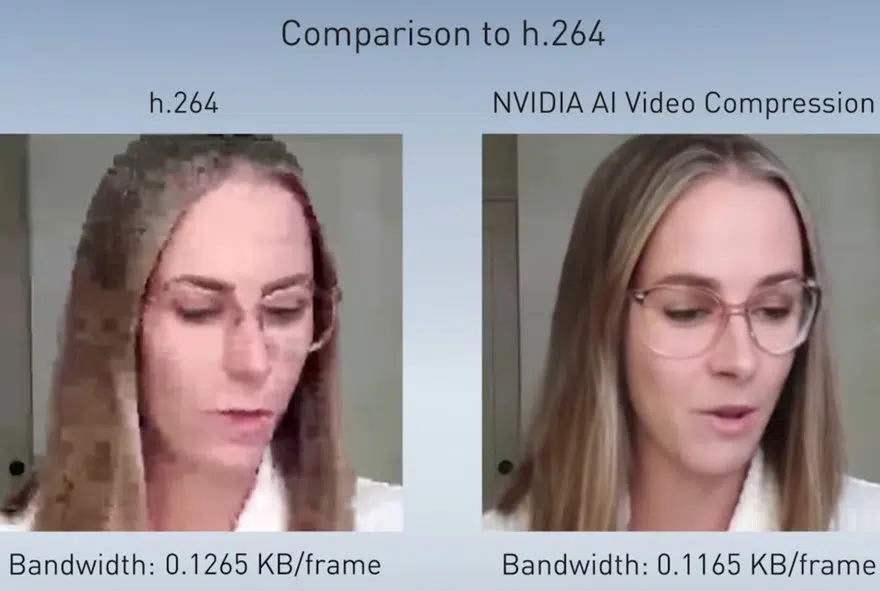 Comparison to h.264
h.264
NVIDIA AI Video Compression
Bandwidth: 0.1265 KB/frame
Bandwidth: 0.1165 KB/frame